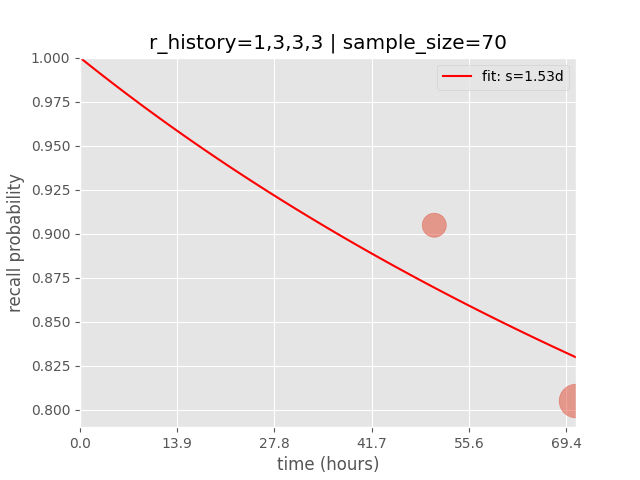 r_history=1,3,3,3 | sample_size=70
fit: s=1.53d
1.000
0.975
0.950
0.925
0.900
0.875
0.850
0.825
0.800
recall probability
0.0 13.9 27.8 41.7 55.6 69.4
time (hours)